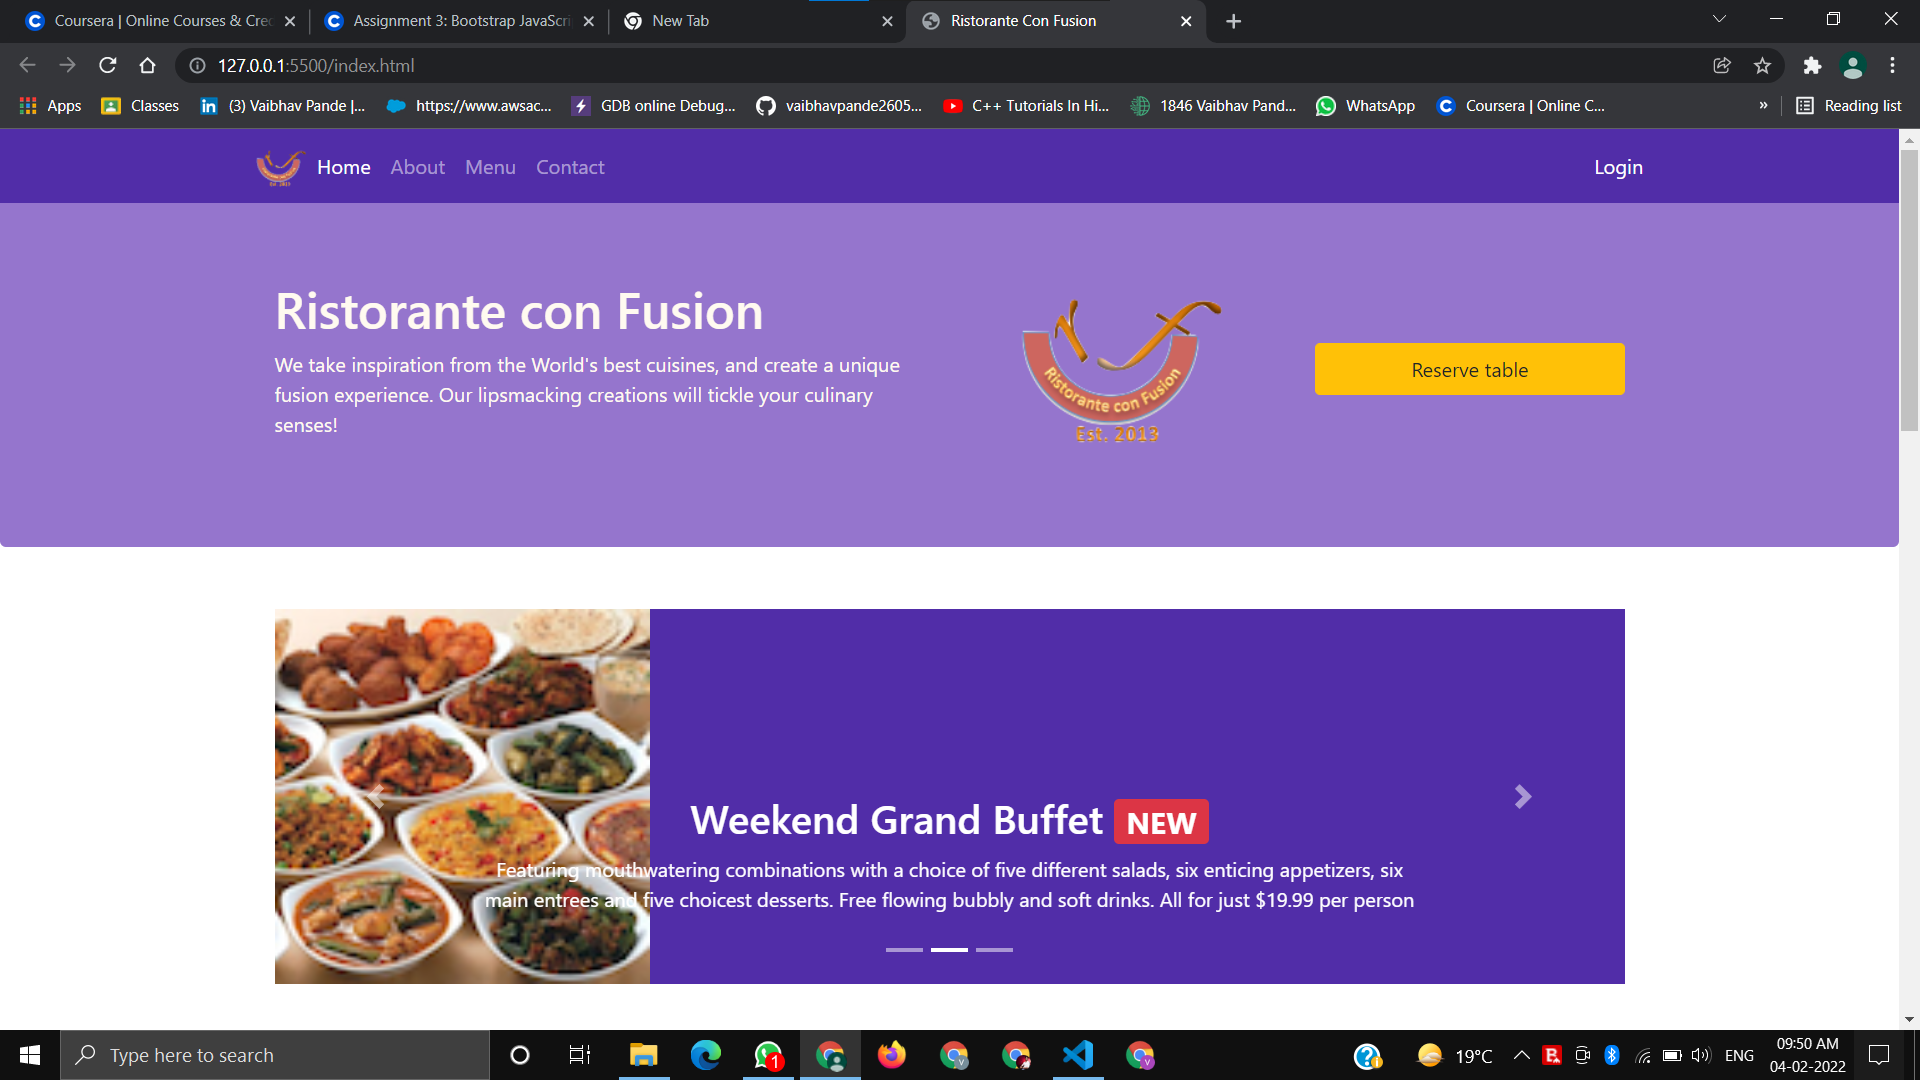 Coursera | Online Courses & Cred
Assignment 3: Bootstrap JavaScri
New Tab
Ristorante Con Fusion
127.0.0.1:5500/index.html
Apps
Classes
(3) Vaibhav Pande |...
https://www.awsac...
GDB online Debug...
vaibhavpande2605...
C++ Tutorials In Hi...
1846 Vaibhav Pand...
WhatsApp
Coursera | Online C...
»
Reading list
Home
About
Menu
Contact
Login
Ristorante con Fusion
We take inspiration from the World's best cuisines, and create a unique
fusion experience. Our lipsmacking creations will tickle your culinary
senses!
Ristorante con Fusion
Est. 2013
Reserve table
Weekend Grand Buffet NEW
Featuring mouthwatering combinations with a choice of five different salads, six enticing appetizers, six
main entrees and five choicest desserts. Free flowing bubbly and soft drinks. All for just $19.99 per person
Type here to search
1
19°C
ENG
09:50 AM
04-02-2022